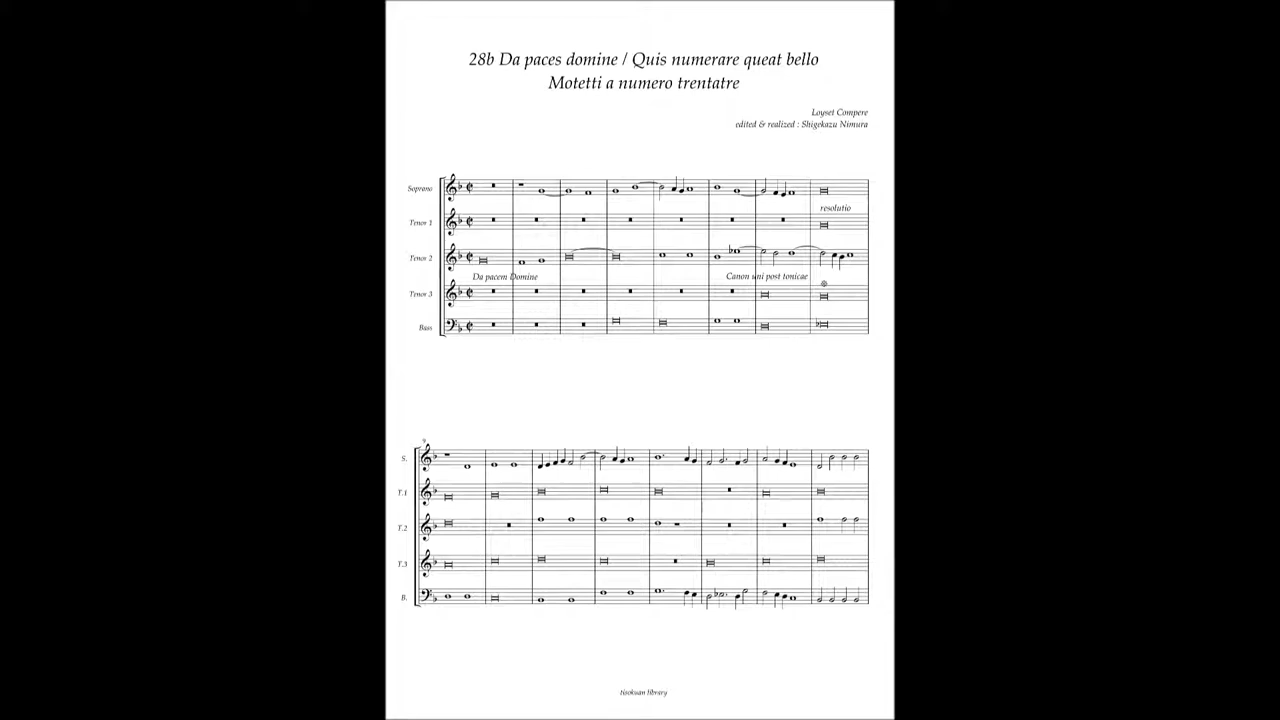 28b Da paces domine / Quis numerare queat bello
Motetti a numero trentatre
Loyset Compere
edited & realized : Shigekazu Nimura
Soprano
resolutio
Tenor 1
Tenor 2
Da pacem Domine
Canon uni post tonicae
Tenor 3
Bass
9
S.
T.1
T.2
T.3
B.
tisokuan library